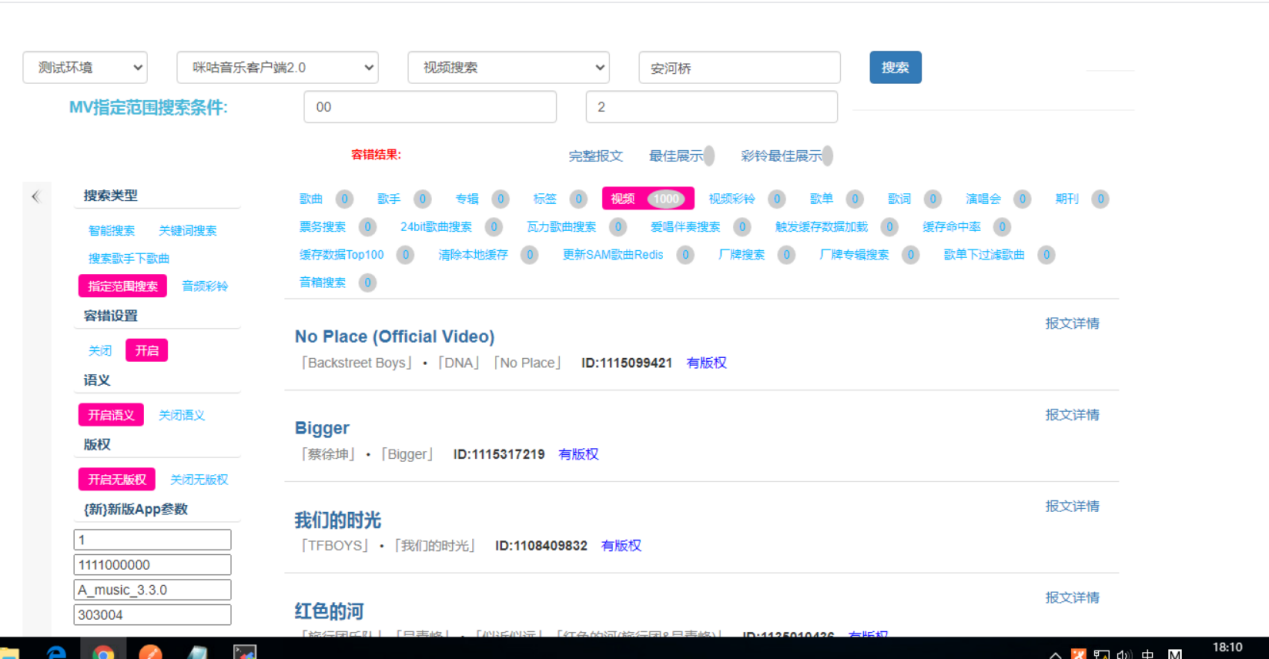 测试环境 咪咕音乐客户端2.0 视频搜索 安河桥 搜索
MV指定范围搜索条件: 00 2
容错结果: 完整报文 最佳展示 彩铃最佳展示
搜索类型
智能搜索 关键词搜索
搜索歌手下歌曲
指定范围搜索 音频彩铃
容错设置
关闭 开启
语义
开启语义 关闭语义
版权
开启无版权 关闭无版权
{新}新版App参数
1
1111000000
A_music_3.3.0
303004
歌曲 0 歌手 0 专辑 0 标签 0 视频 1000 视频彩铃 0 歌单 0 歌词 0 演唱会 0 期刊 0
票务搜索 0 24bit歌曲搜索 0 瓦力歌曲搜索 0 爱唱伴奏搜索 0 触发缓存数据加载 0 缓存命中率 0
缓存数据Top100 0 清除本地缓存 0 更新SAM歌曲Redis 0 厂牌搜索 0 厂牌专辑搜索 0 歌单下过滤歌曲 0
音箱搜索 0
No Place (Official Video) 报文详情
「Backstreet Boys」 • 「DNA」 「No Place」 ID:1115099421 有版权
Bigger 报文详情
「蔡徐坤」 • 「Bigger」 ID:1115317219 有版权
我们的时光 报文详情
「TFBOYS」 • 「我们的时光」 ID:1108409832 有版权
红色的河 报文详情
ID:1135010436 有版权
18:10
中 M